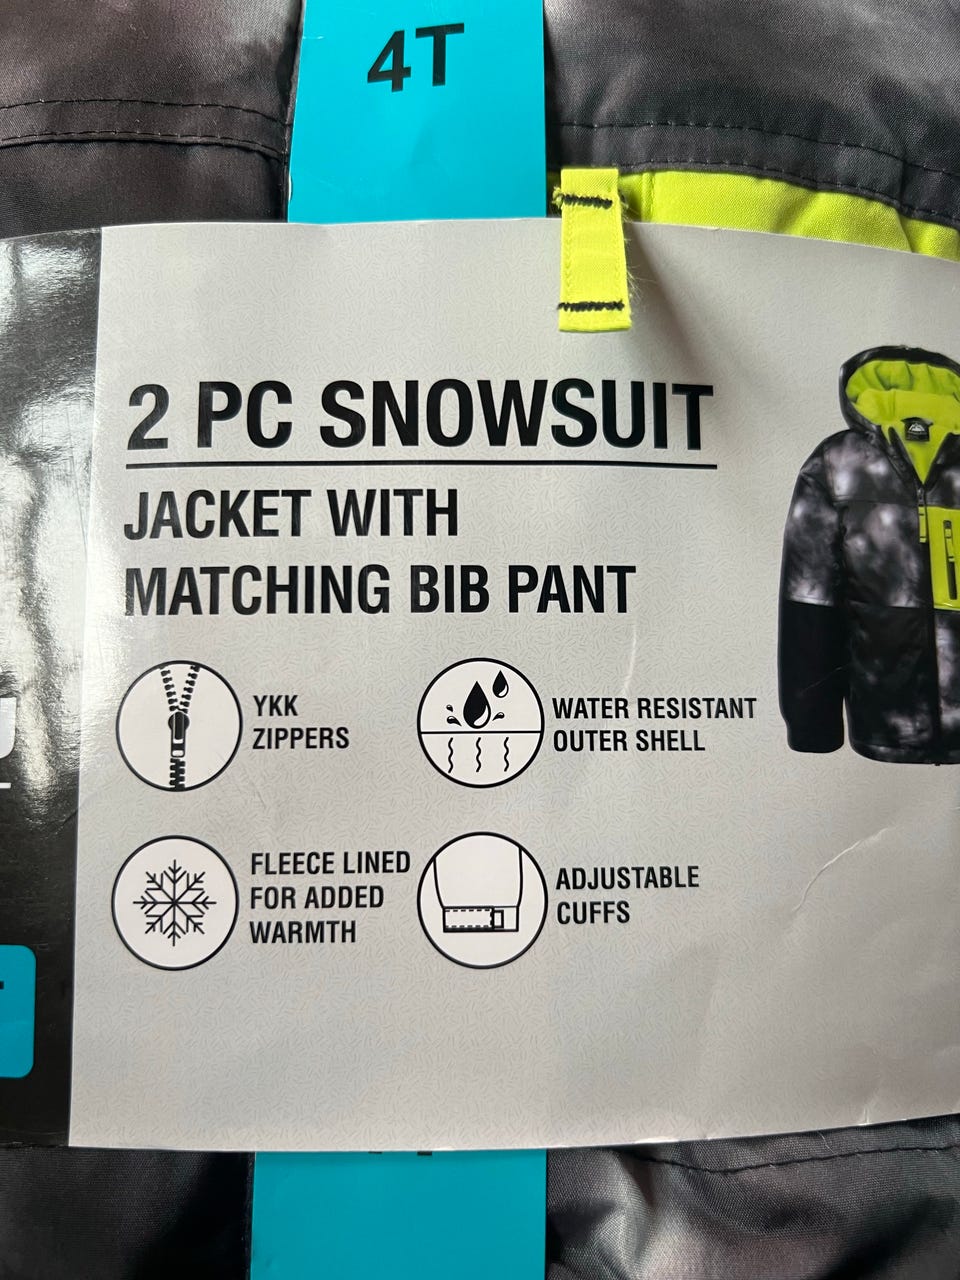 4T
2 PC SNOWSUIT
JACKET WITH
MATCHING BIB PANT
YKK
ZIPPERS
WATER RESISTANT
OUTER SHELL
FLEECE LINED
FOR ADDED
WARMTH
ADJUSTABLE
CUFFS